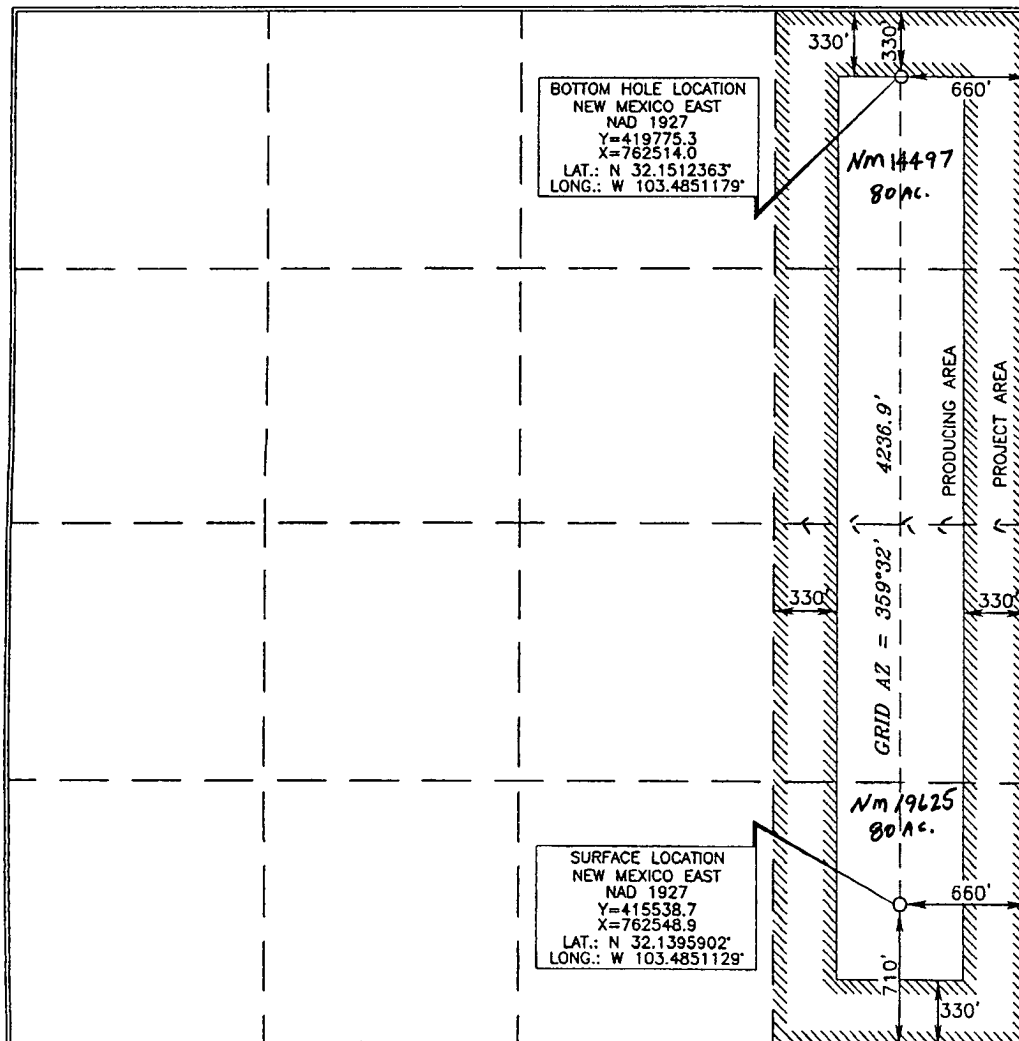 330'
330'
660'
BOTTOM HOLE LOCATION
NEW MEXICO EAST
NAD 1927
Y=419775.3
X=762514.0
LAT.: N 32.1512363°
LONG.: W 103.4851179°
NM 14497
80 AC.
4236.9'
PRODUCING AREA
PROJECT AREA
GRID AZ = 359°32'
330'
330'
NM 19625
80 AC.
SURFACE LOCATION
NEW MEXICO EAST
NAD 1927
Y=415538.7
X=762548.9
LAT.: N 32.1395902°
LONG.: W 103.4851129°
660'
710'
330'